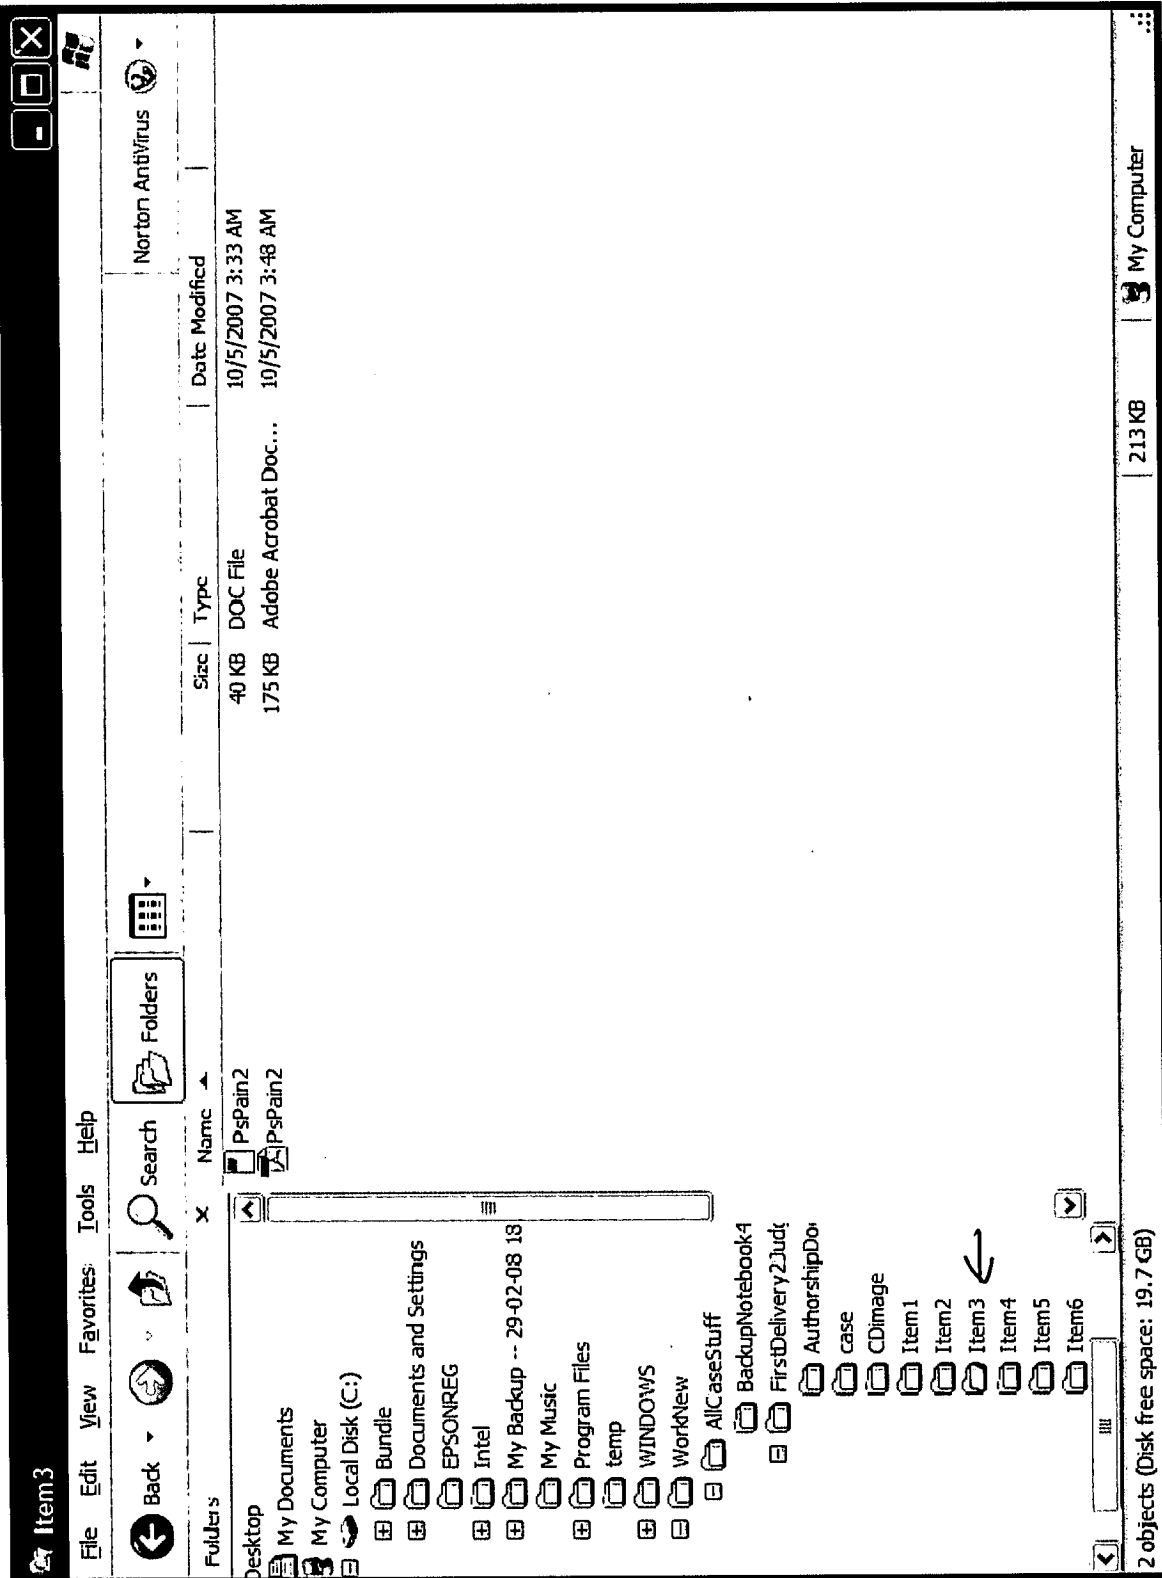 Item3
File Edit View Favorites Tools Help
Back Search Folders Norton AntiVirus
Folders × Name Size Type Date Modified
Desktop
My Documents
My Computer
Local Disk (C:)
Bundle
Documents and Settings
EPSONREG
Intel
My Backup -- 29-02-08 18
My Music
Program Files
temp
WINDOWS
WorkNew
AllCaseStuff
BackupNotebook4
FirstDelivery2Judg
AuthorshipDo
case
CDimage
Item1
Item2
Item3
Item4
Item5
Item6
PsPain2 40 KB DOC File 10/5/2007 3:33 AM
PsPain2 175 KB Adobe Acrobat Doc... 10/5/2007 3:48 AM
2 objects (Disk free space: 19.7 GB) 213 KB My Computer